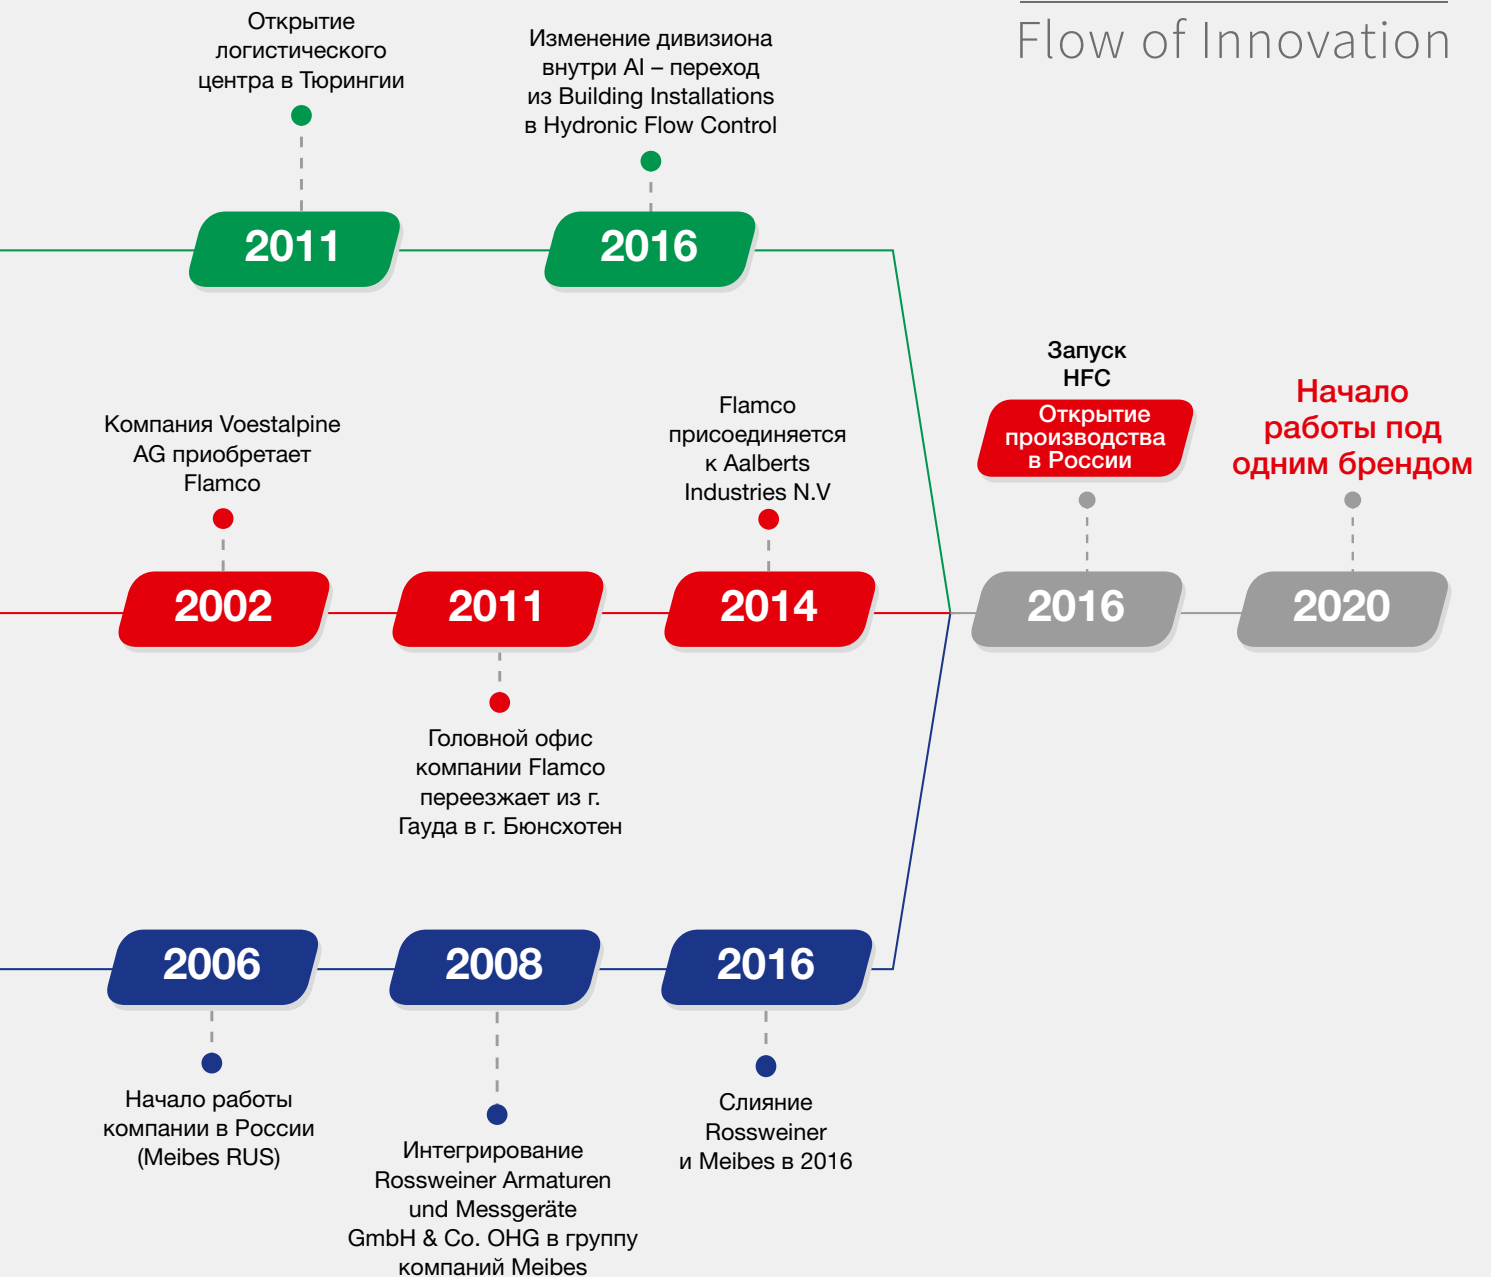 Flow of Innovation
Открытие
логистического
центра в Тюрингии
Изменение дивизиона
внутри AI – переход
из Building Installations
в Hydronic Flow Control
2011
2016
Компания Voestalpine
AG приобретает
Flamco
Flamco
присоединяется
к Aalberts
Industries N.V
Запуск
HFC
Открытие
производства
в России
Начало
работы под
одним брендом
2002
2011
2014
2016
2020
Головной офис
компании Flamco
переезжает из г.
Гауда в г. Бюнсхотен
2006
2008
2016
Начало работы
компании в России
(Meibes RUS)
Интегрирование
Rossweiner Armaturen
und Messgeräte
GmbH & Co. OHG в группу
компаний Meibes
Слияние
Rossweiner
и Meibes в 2016